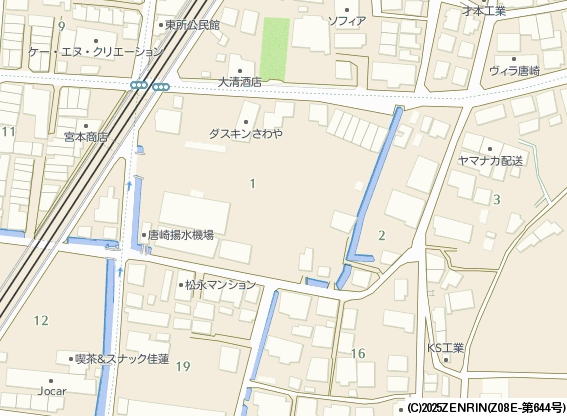 才本工業
ソフィア
東所公民館
9
ケー・エヌ・クリエーション
ヴィラ唐崎
大清酒店
11
宮本商店
ダスキンさわや
ヤマナカ配送
1
3
唐崎揚水機場
2
松永マンション
12
KS工業
16
喫茶&スナック佳蓮
19
Jocar
(C)2025ZENRIN(Z08E-第644号)